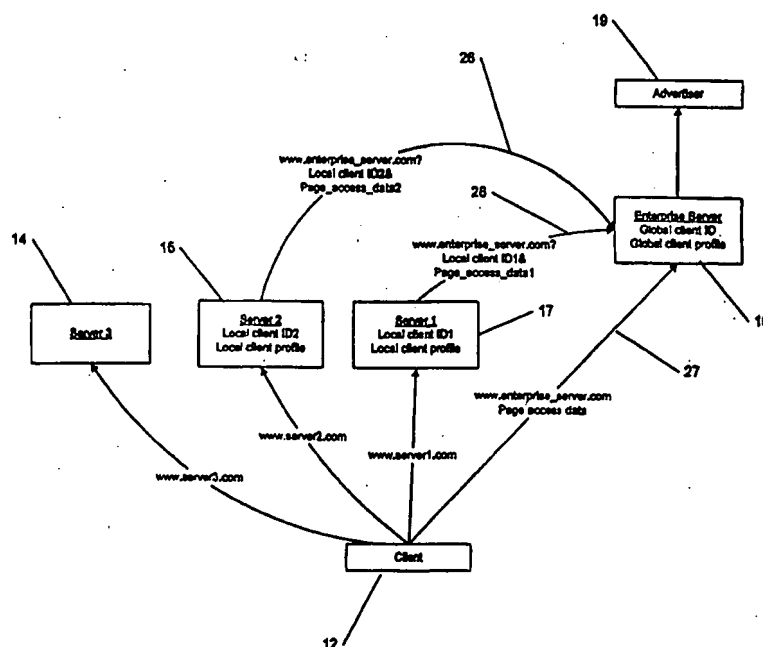 19
26
Advertiser
www.enterprise_server.com?
Local client ID2&
Page_access_data2
28
Enterprise Server
Global client ID
Global client profile
14
15
www.enterprise_server.com?
Local client ID1&
Page_access_data1
Server 3
Server 2
Local client ID2
Local client profile
Server 1
Local client ID1
Local client profile
17
27
www.enterprise_server.com
Page access data
www.server2.com
www.server1.com
www.server3.com
Client
12